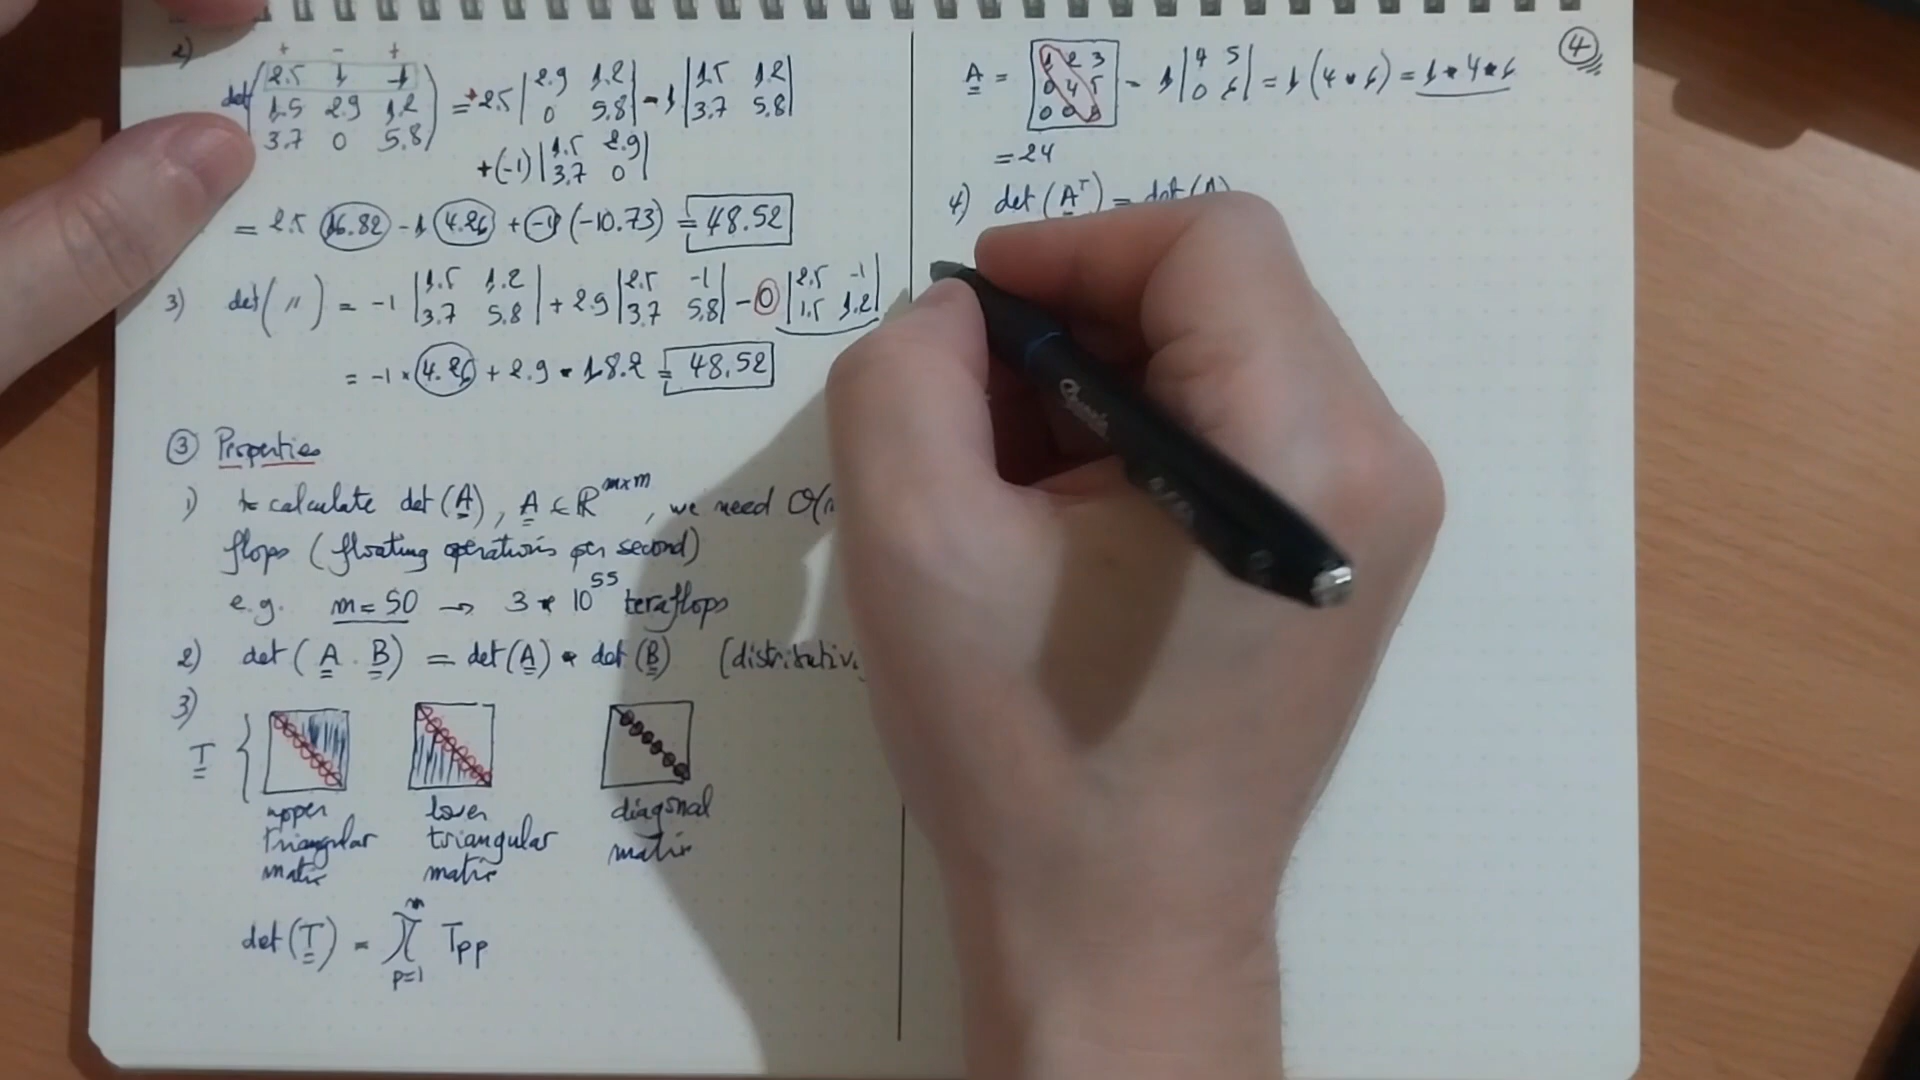 2)
+ - +
det( 2.5 1 -1 ) = +2.5 | 2.9 1.2 | - 1 | 1.5 1.2 |
1.5 2.9 1.2
0 5.8
3.7 5.8
3.7 0 5.8
+(-1) | 1.5 2.9 |
3.7 0
= 2.5 (16.82) - 1 (4.26) + (-1) (-10.73) = 48.52
3) det( " ) = -1 | 1.5 1.2 | + 2.9 | 2.5 -1 | - 0 | 2.5 -1 |
3.7 5.8
3.7 5.8
1.5 1.2
= -1 * (4.26) + 2.9 * 18.2 = 48.52
③ Properties
1) to calculate det (A), A ∈ R^m×m, we need O(
flops (floating operations per second)
e.g. m = 50 → 3 * 10^55 teraflops
2) det ( A . B ) = det (A) * det (B) (distributiv
3)
T {
upper triangular matrix
lower triangular matrix
diagonal matrix
det (T) = ∏ Tpp
m
p=1
④
A = 1 2 3 - 1 | 4 5 | = 1 (4 * 6) = 1 * 4 * 6
0 4 5
0 6
0 0 6
= 24
4) det (A^T) = det (A)